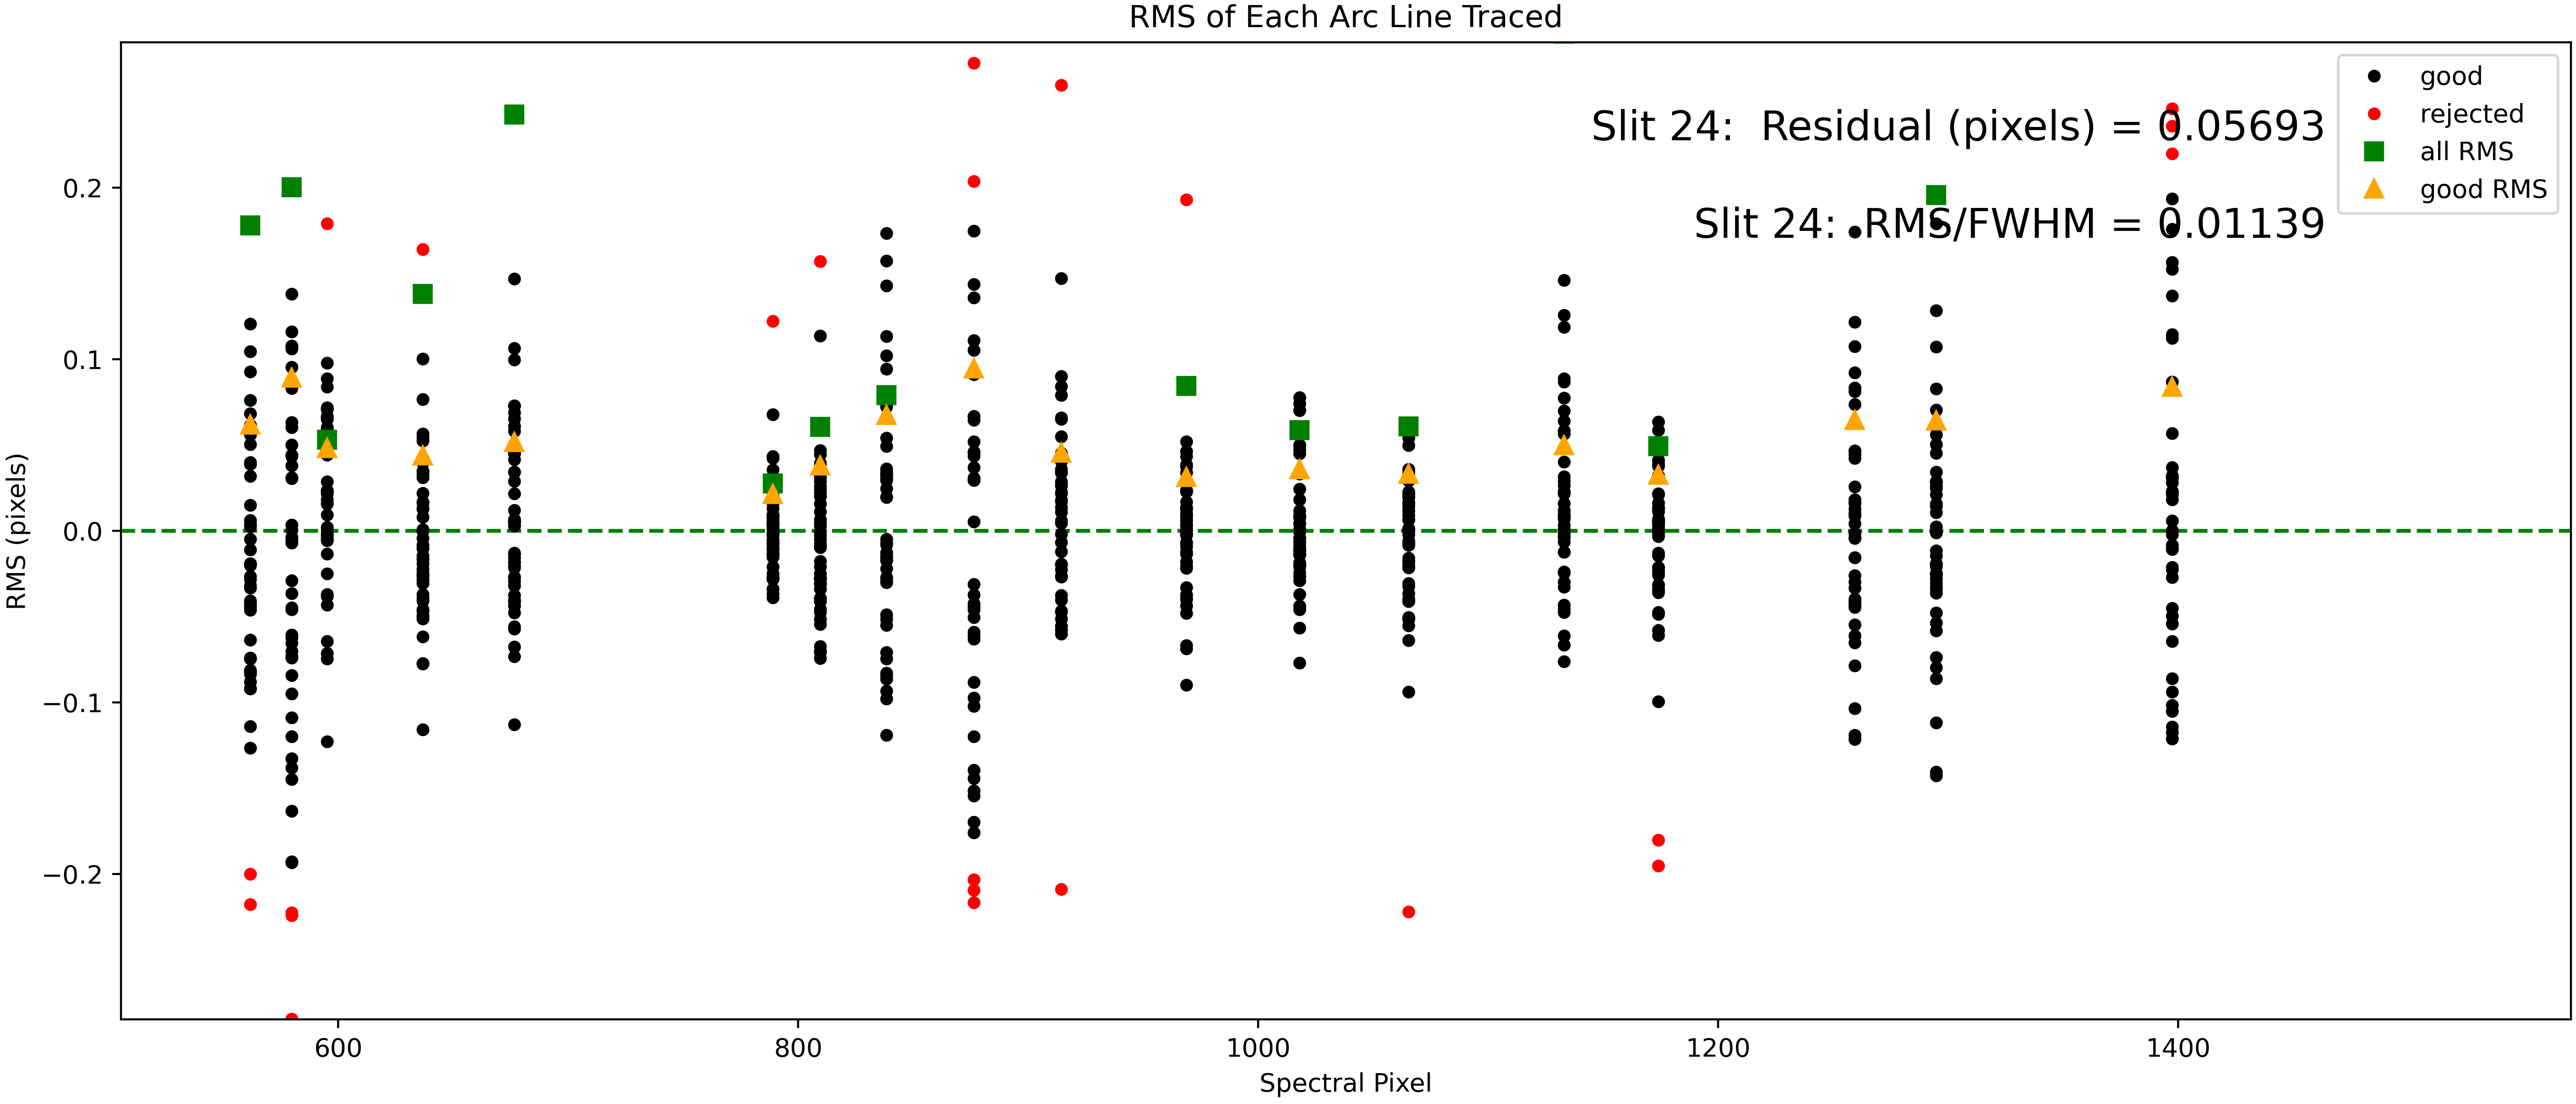 RMS of Each Arc Line Traced
good
rejected
all RMS
good RMS
Slit 24:  Residual (pixels) = 0.05693
Slit 24:  RMS/FWHM = 0.01139
RMS (pixels)
0.2
0.1
0.0
−0.1
−0.2
600
800
1000
1200
1400
Spectral Pixel